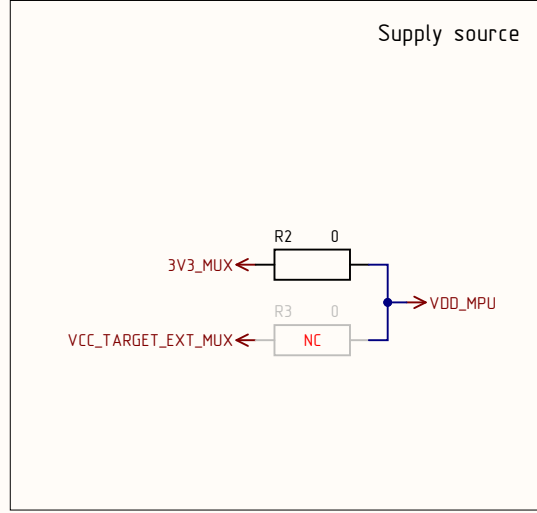 Supply source
R2 0
3V3_MUX
VDD_MPU
R3 0
VCC_TARGET_EXT_MUX
NC